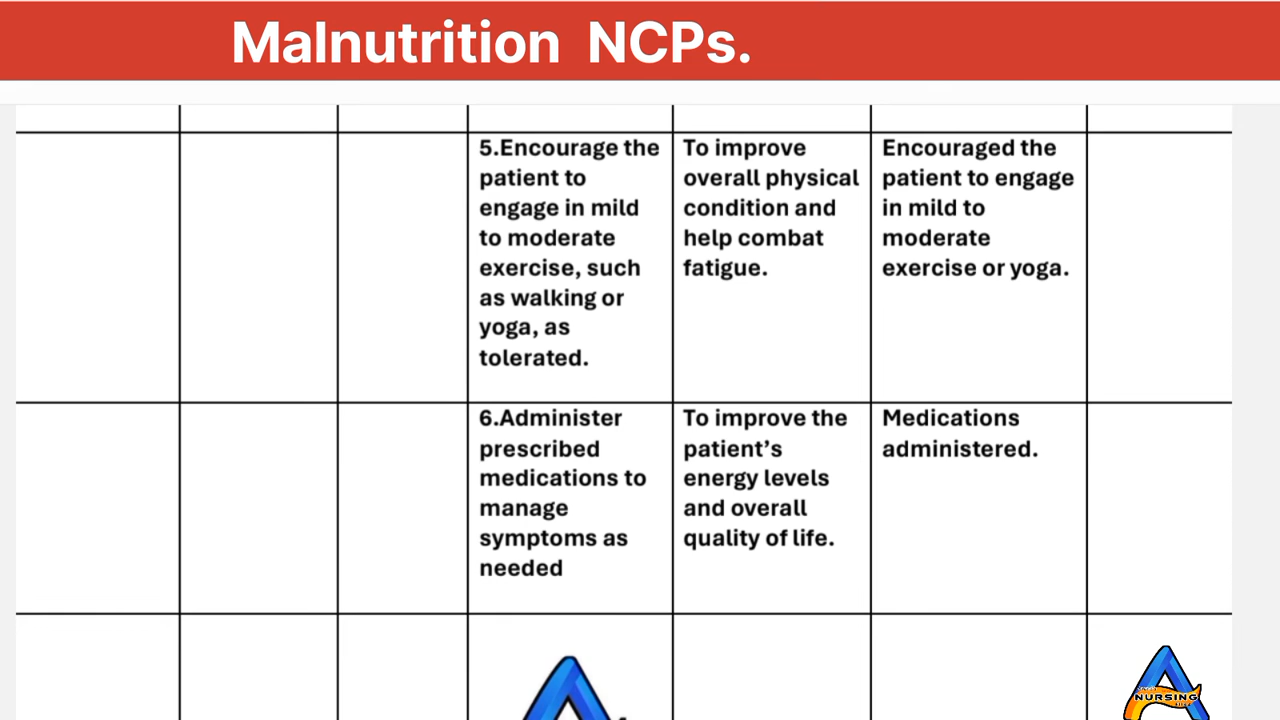 Malnutrition NCPs.
5.Encourage the
patient to
engage in mild
to moderate
exercise, such
as walking or
yoga, as
tolerated.
To improve
overall physical
condition and
help combat
fatigue.
Encouraged the
patient to engage
in mild to
moderate
exercise or yoga.
6.Administer
prescribed
medications to
manage
symptoms as
needed
To improve the
patient’s
energy levels
and overall
quality of life.
Medications
administered.
NURSING